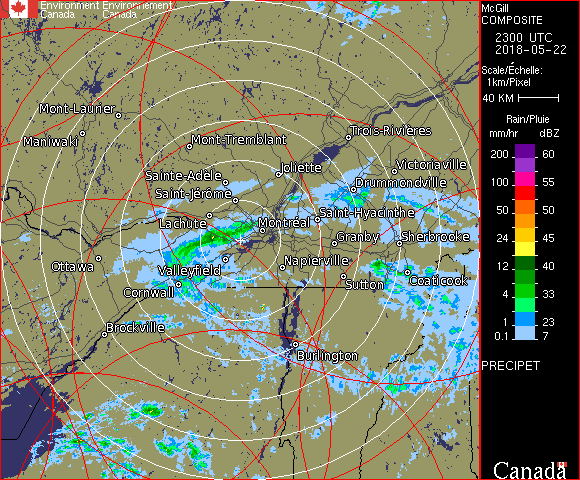 Environment Environnement
Canada Canada
McGill
COMPOSITE
2300 UTC
2018-05-22
Scale/Échelle:
1km/Pixel
40 KM
Rain/Pluie
mm/hr dBZ
200 60
100 55
50 50
24 45
12 40
4 33
1 23
0.1 7
PRECIPET
Canada
Mont-Laurier
Maniwaki
Mont-Tremblant
Trois-Rivières
Joliette
Victoriaville
Sainte-Adèle
Drummondville
Saint-Jérôme
Saint-Hyacinthe
Lachute
Montréal
Granby
Sherbrooke
Ottawa
Valleyfield
Napierville
Cornwall
Sutton
Coaticook
Brockville
Burlington